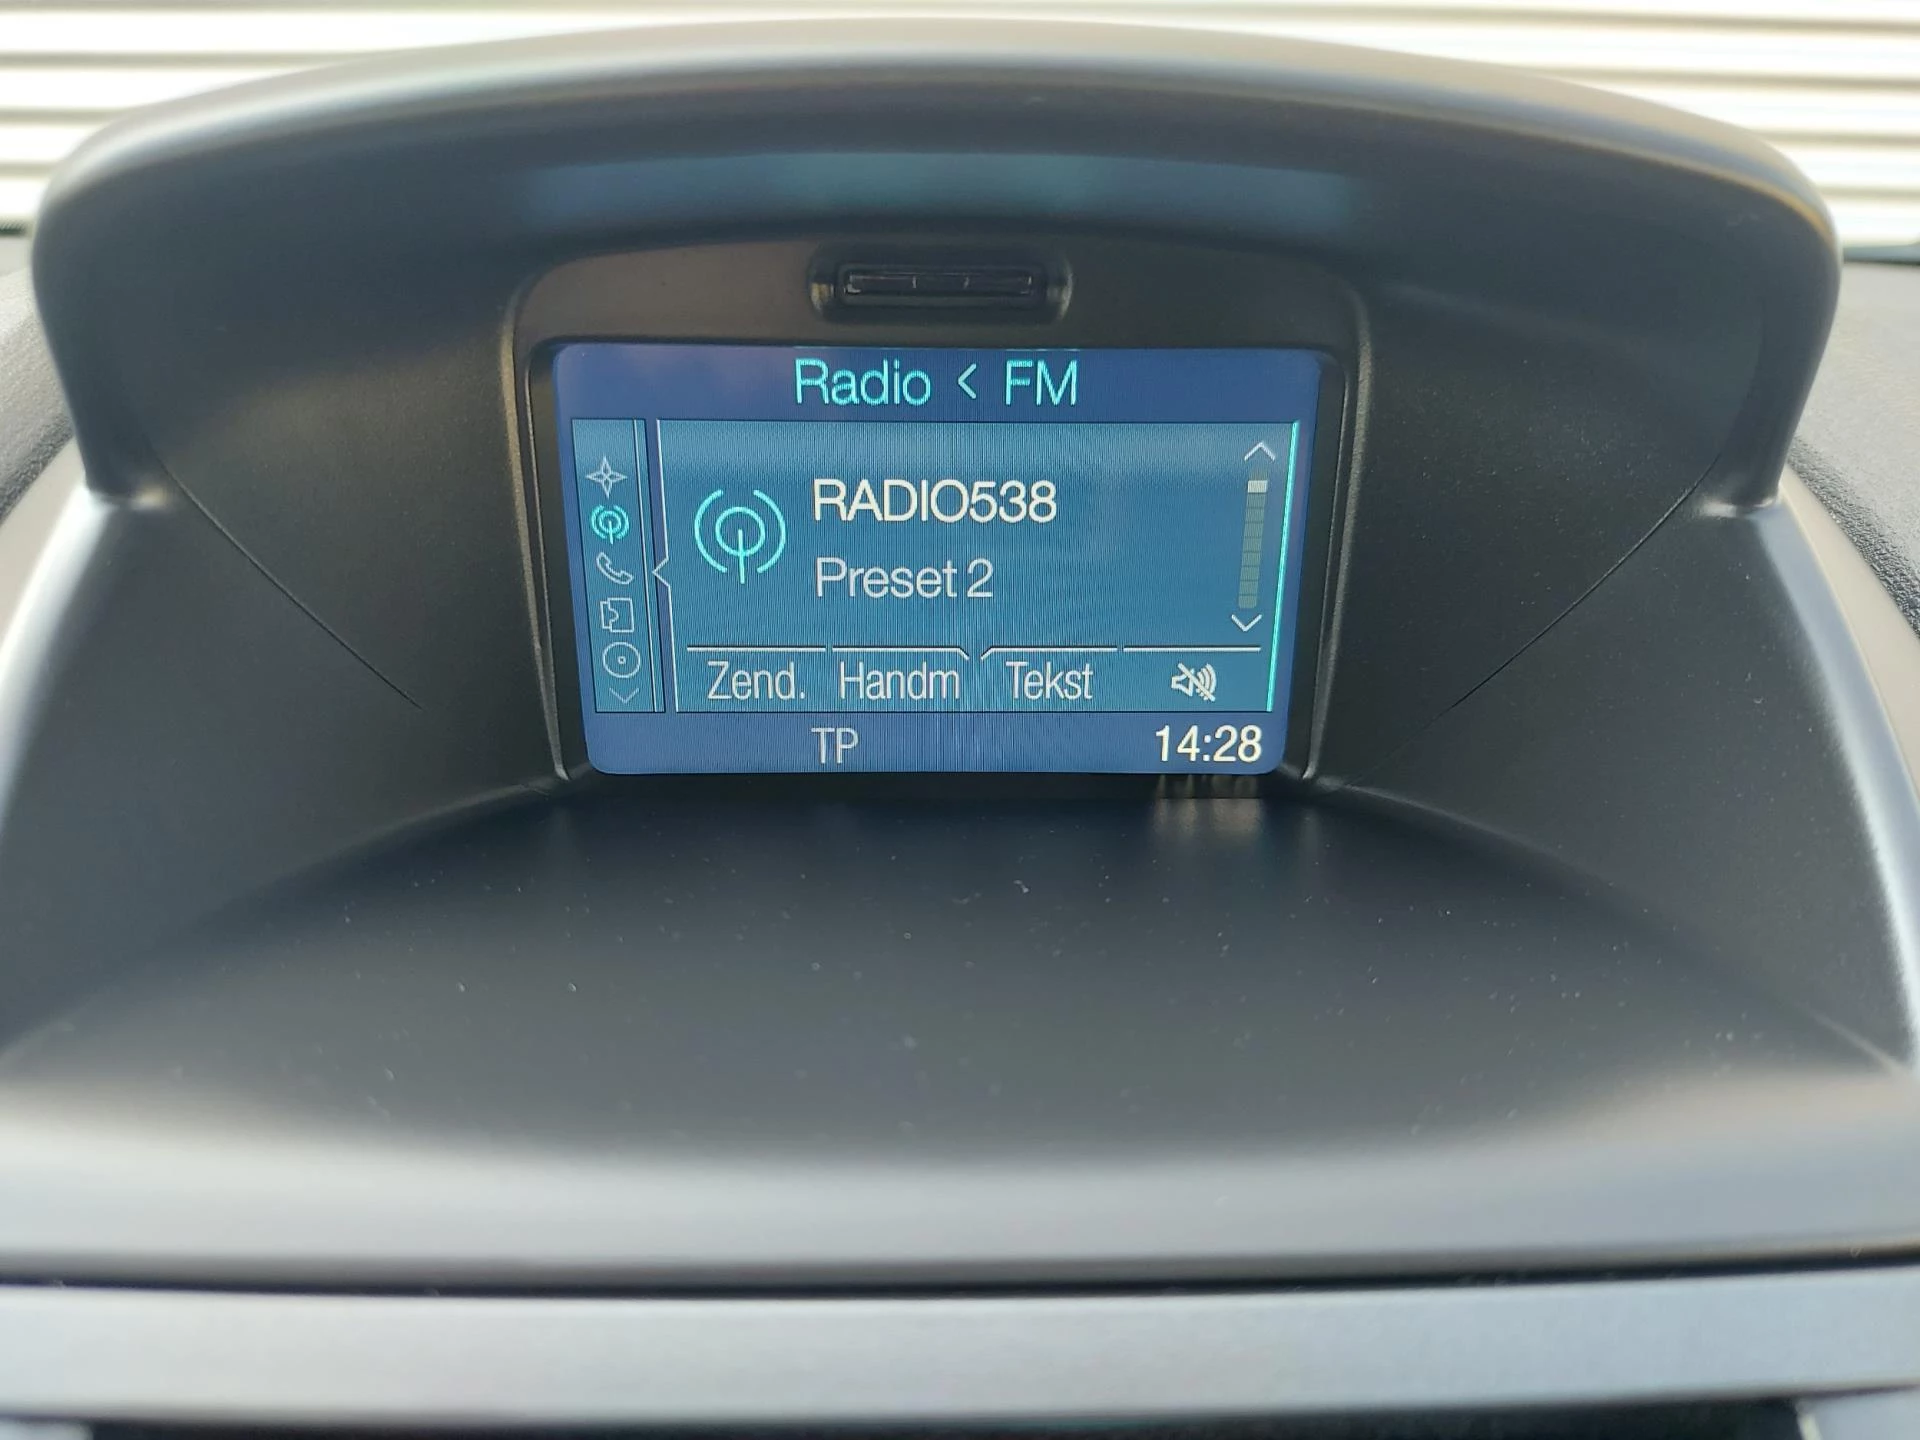 Radio < FM
RADIO538
Preset 2
Zend. Handm Tekst
TP 14:28